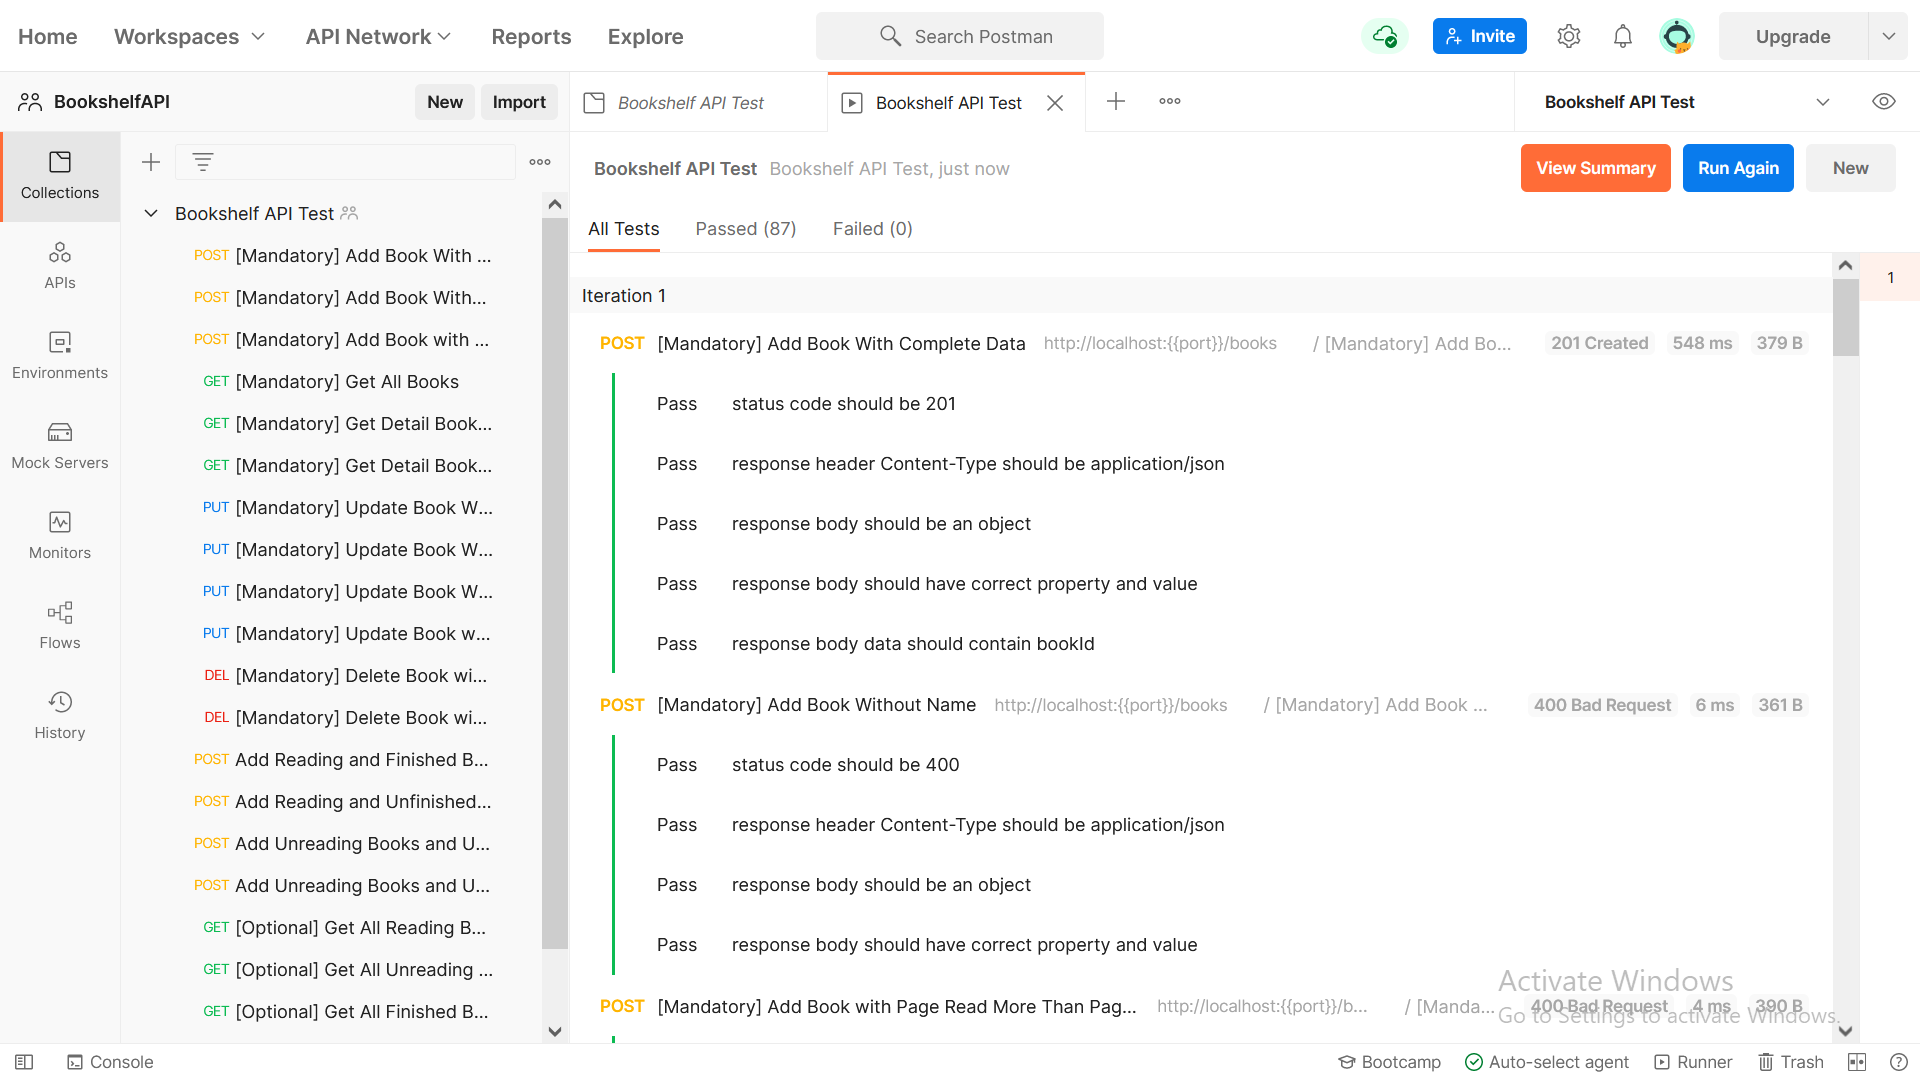 Home
Workspaces
API Network
Reports
Explore
Search Postman
Invite
Upgrade
BookshelfAPI
New
Import
Bookshelf API Test
Bookshelf API Test
Bookshelf API Test
Collections
APIs
Environments
Mock Servers
Monitors
Flows
History
Bookshelf API Test
POST [Mandatory] Add Book With ...
POST [Mandatory] Add Book With...
POST [Mandatory] Add Book with ...
GET [Mandatory] Get All Books
GET [Mandatory] Get Detail Book...
GET [Mandatory] Get Detail Book...
PUT [Mandatory] Update Book W...
PUT [Mandatory] Update Book W...
PUT [Mandatory] Update Book W...
PUT [Mandatory] Update Book w...
DEL [Mandatory] Delete Book wi...
DEL [Mandatory] Delete Book wi...
POST Add Reading and Finished B...
POST Add Reading and Unfinished...
POST Add Unreading Books and U...
POST Add Unreading Books and U...
GET [Optional] Get All Reading B...
GET [Optional] Get All Unreading ...
GET [Optional] Get All Finished B...
Bookshelf API Test Bookshelf API Test, just now
View Summary
Run Again
New
All Tests
Passed (87)
Failed (0)
Iteration 1
1
POST [Mandatory] Add Book With Complete Data http://localhost:{{port}}/books / [Mandatory] Add Bo... 201 Created 548 ms 379 B
Pass status code should be 201
Pass response header Content-Type should be application/json
Pass response body should be an object
Pass response body should have correct property and value
Pass response body data should contain bookId
POST [Mandatory] Add Book Without Name http://localhost:{{port}}/books / [Mandatory] Add Book ... 400 Bad Request 6 ms 361 B
Pass status code should be 400
Pass response header Content-Type should be application/json
Pass response body should be an object
Pass response body should have correct property and value
POST [Mandatory] Add Book with Page Read More Than Pag... http://localhost:{{port}}/b... / [Manda... 400 Bad Request 4 ms 390 B
Activate Windows
Go to Settings to activate Windows.
Console
Bootcamp
Auto-select agent
Runner
Trash